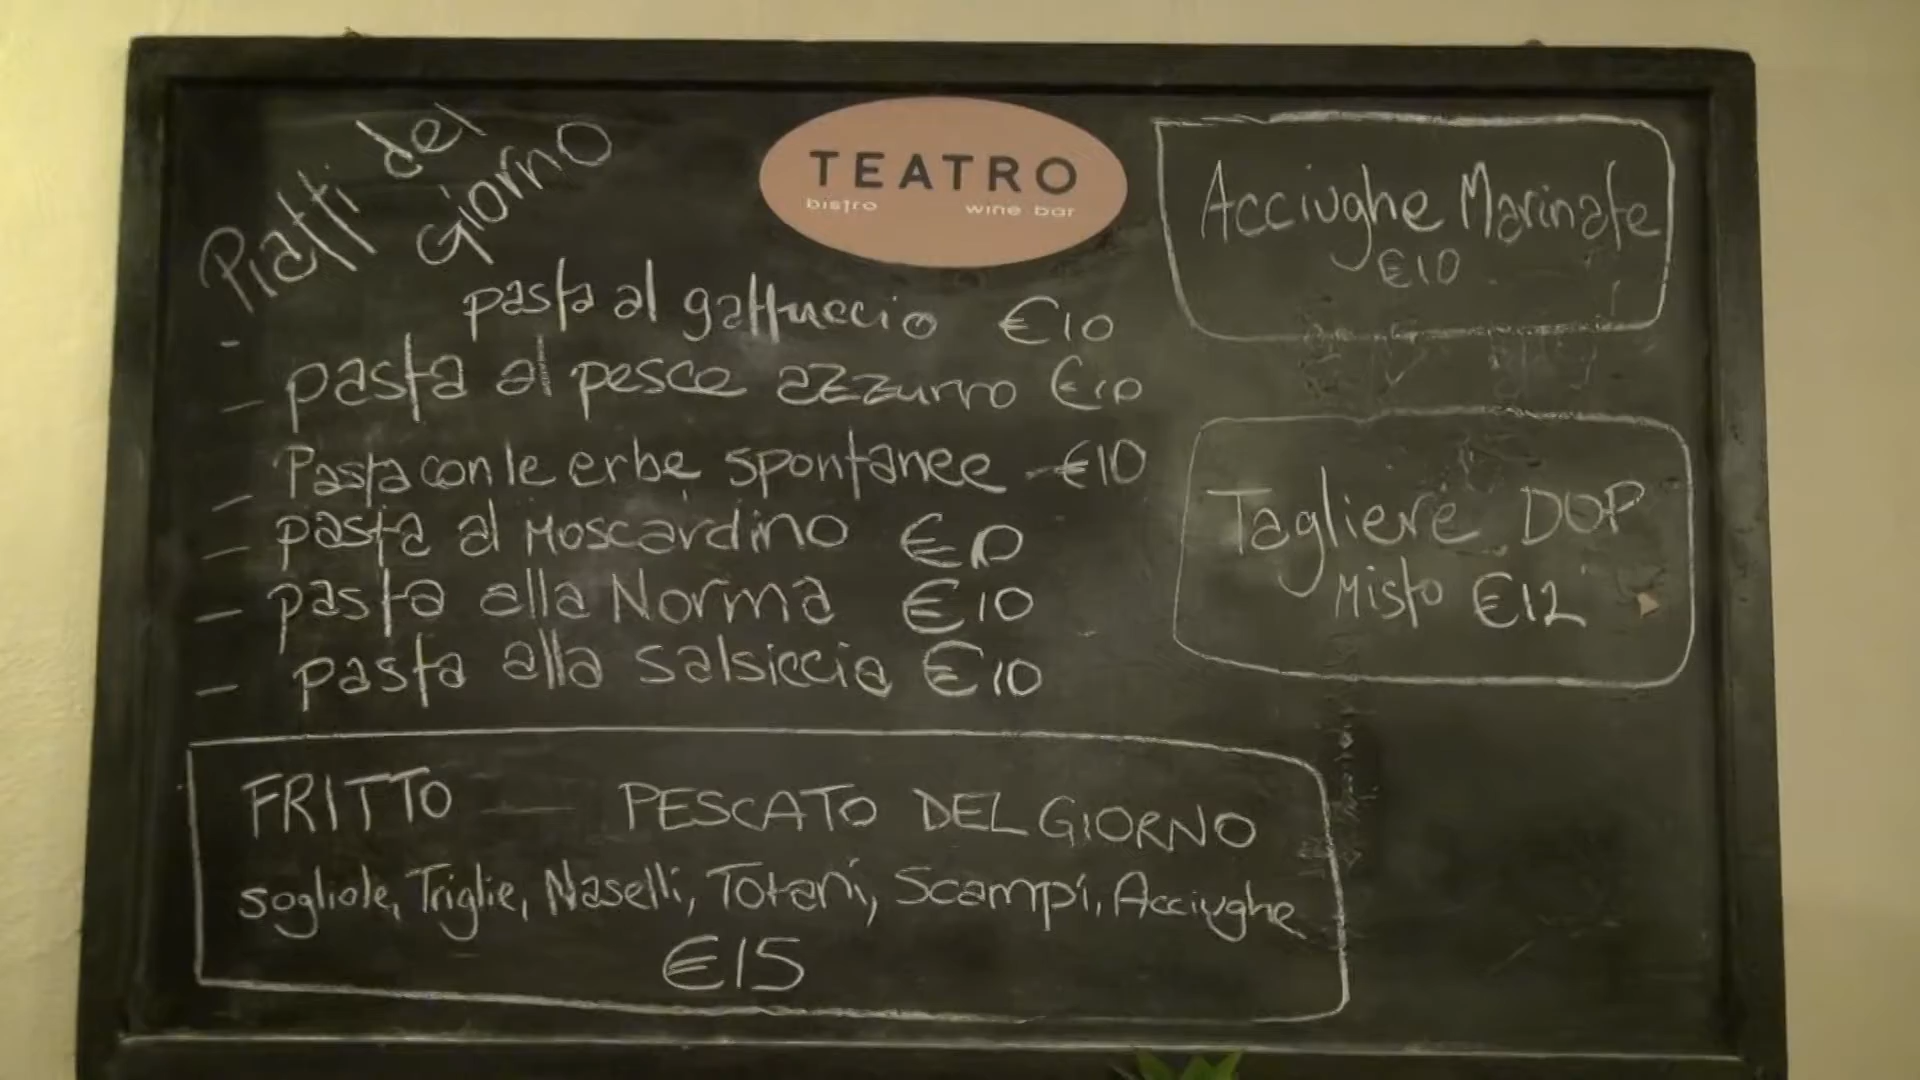 Piatti del
Giorno
TEATRO
bistro wine bar
- pasta al gattuccio €10
- pasta al pesce azzurro €10
- Pasta con le erbe spontanee €10
- pasta al Moscardino €10
- pasta alla Norma €10
- pasta alla salsiccia €10
Acciughe Marinate
€10
Tagliere DOP
Misto €12
FRITTO — PESCATO DEL GIORNO
sogliole, Triglie, Naselli, Totani, Scampi, Acciughe
€15